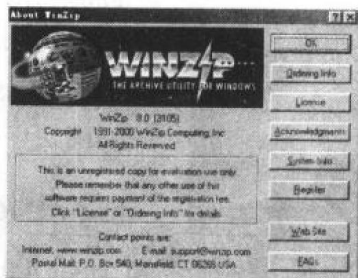 About WinZip
WINZIP
THE ARCHIVE UTILITY FOR WINDOWS
WinZip 8.0 (3105)
Copyright 1991-2000 WinZip Computing, Inc
All Rights Reserved
This is an unregistered copy for evaluation use only.
Please remember that any other use of this
software requires payment of the registration fee.
Click "License" or "Ordering Info" for details.
Contact points are:
Internet: www.winzip.com E-mail: support@winzip.com
Postal Mail: P.O. Box 540, Mansfield, CT 06268 USA
OK
Ordering Info
License
Acknowledgments
System Info
Register
Web Site
FAQs